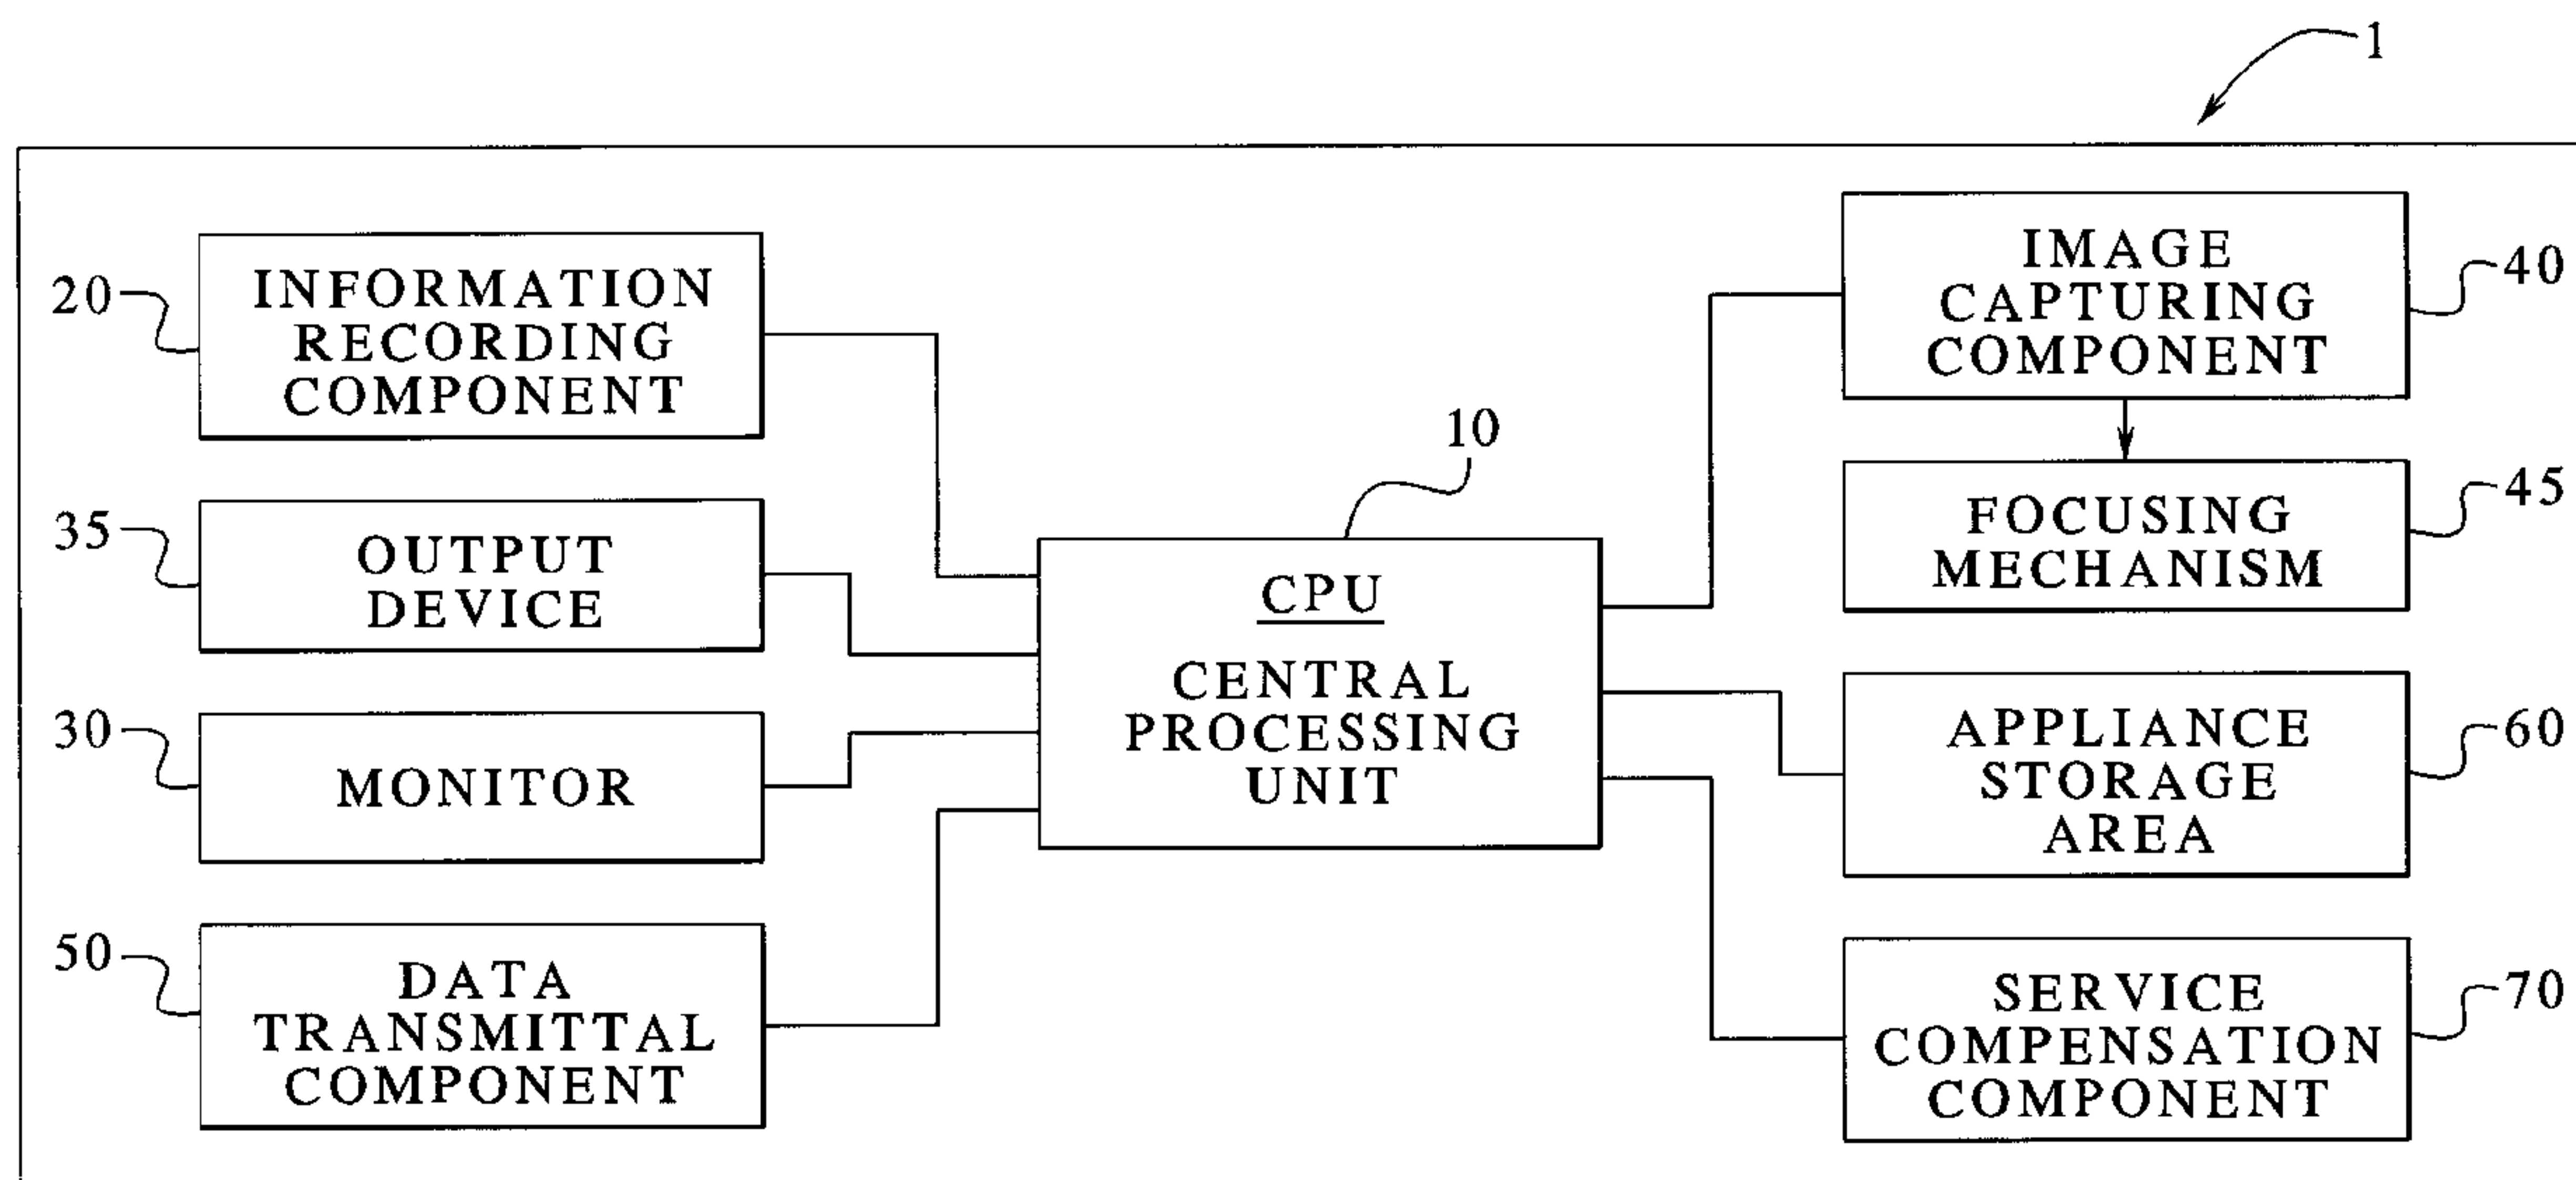 1
20
INFORMATION
RECORDING
COMPONENT
35
OUTPUT
DEVICE
30
MONITOR
50
DATA
TRANSMITTAL
COMPONENT
10
CPU
CENTRAL
PROCESSING
UNIT
IMAGE
CAPTURING
COMPONENT
40
FOCUSING
MECHANISM
45
APPLIANCE
STORAGE
AREA
60
SERVICE
COMPENSATION
COMPONENT
70